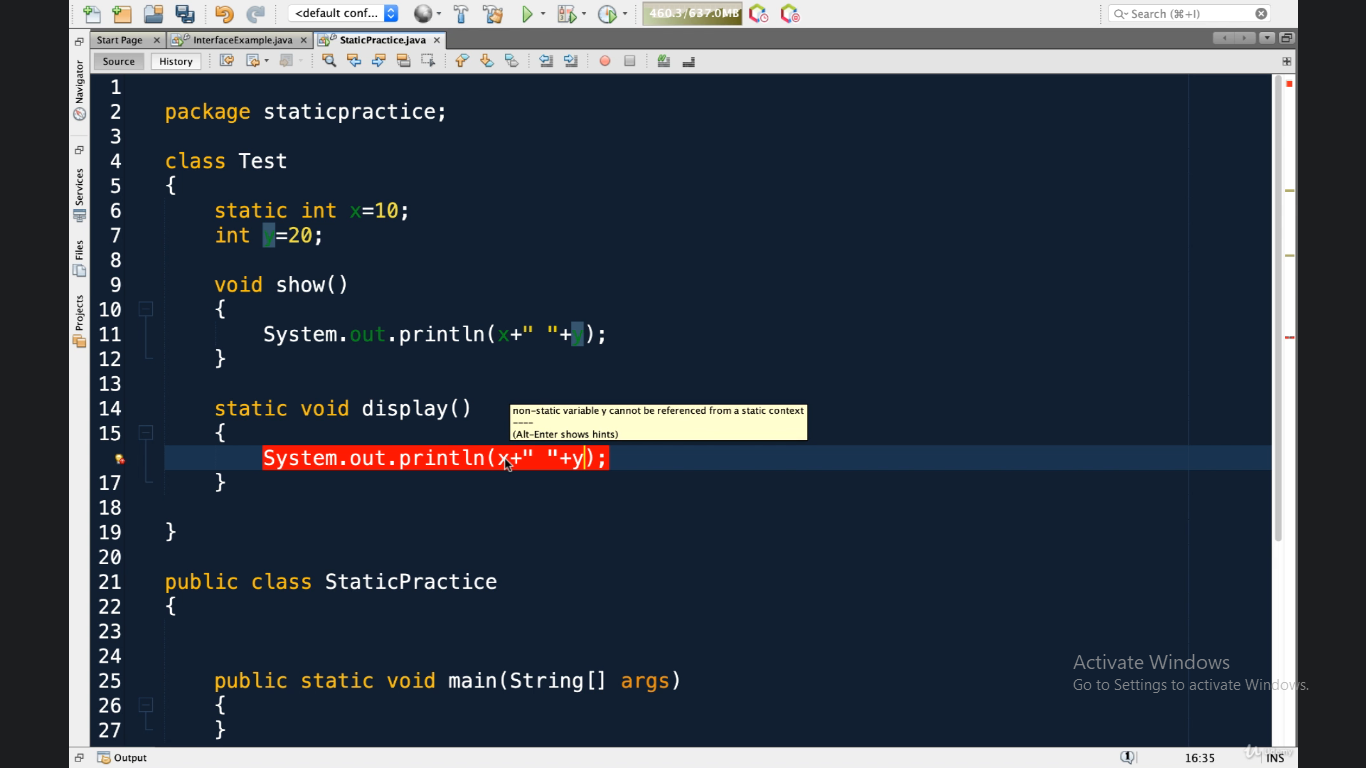 <default conf...
460.3/637.0MB
Search (⌘+I)
Start Page
InterfaceExample.java
StaticPractice.java
Source
History
Navigator
Services
Files
Projects
1
2 package staticpractice;
3
4 class Test
5 {
6 static int x=10;
7 int y=20;
8
9 void show()
10 {
11 System.out.println(x+" "+y);
12 }
13
14 static void display()
non-static variable y cannot be referenced from a static context
----
(Alt-Enter shows hints)
15 {
System.out.println(x+" "+y);
17 }
18
19 }
20
21 public class StaticPractice
22 {
23
24
25 public static void main(String[] args)
26 {
27 }
Activate Windows
Go to Settings to activate Windows.
Output
1
16:35
INS